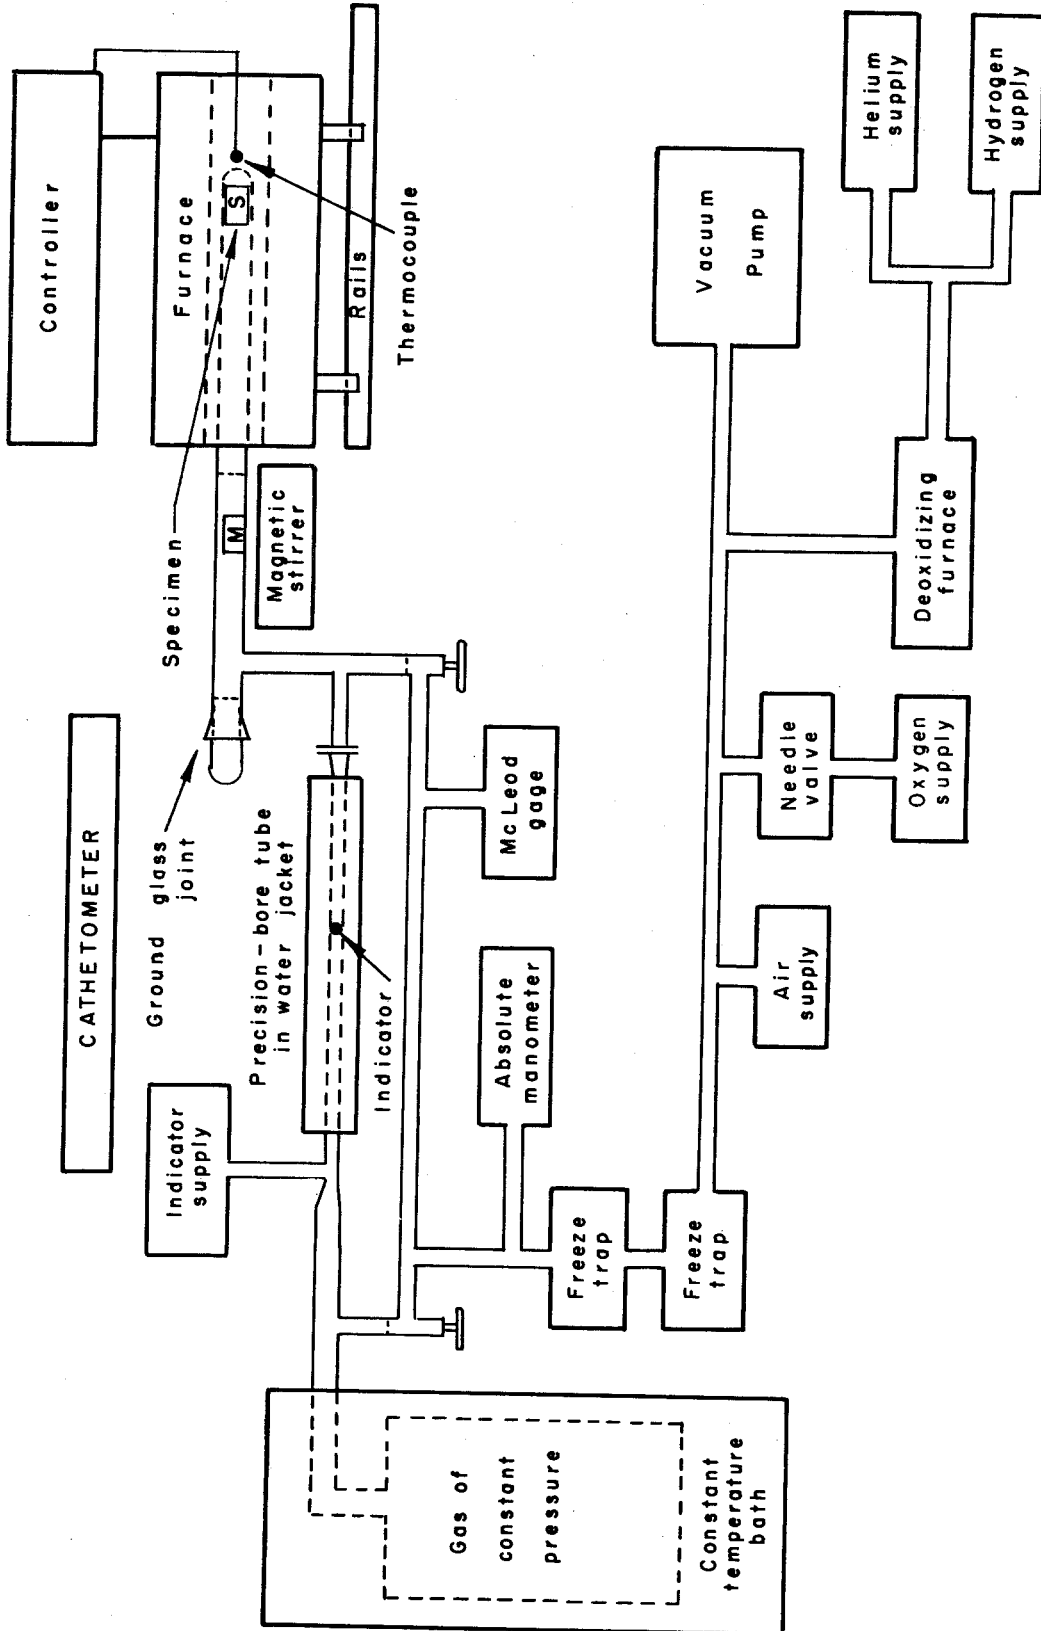 CATHETOMETER
Controller
Furnace
S
Specimen
Thermocouple
Rails
M
Magnetic
stirrer
Ground glass
joint
Indicator
supply
Precision-bore tube
in water jacket
Indicator
Mc Leod
gage
Absolute
manometer
Freeze
trap
Freeze
trap
Gas of
constant
pressure
Constant
temperature
bath
Vacuum
Pump
Helium
supply
Hydrogen
supply
Deoxidizing
furnace
Needle
valve
Oxygen
supply
Air
supply